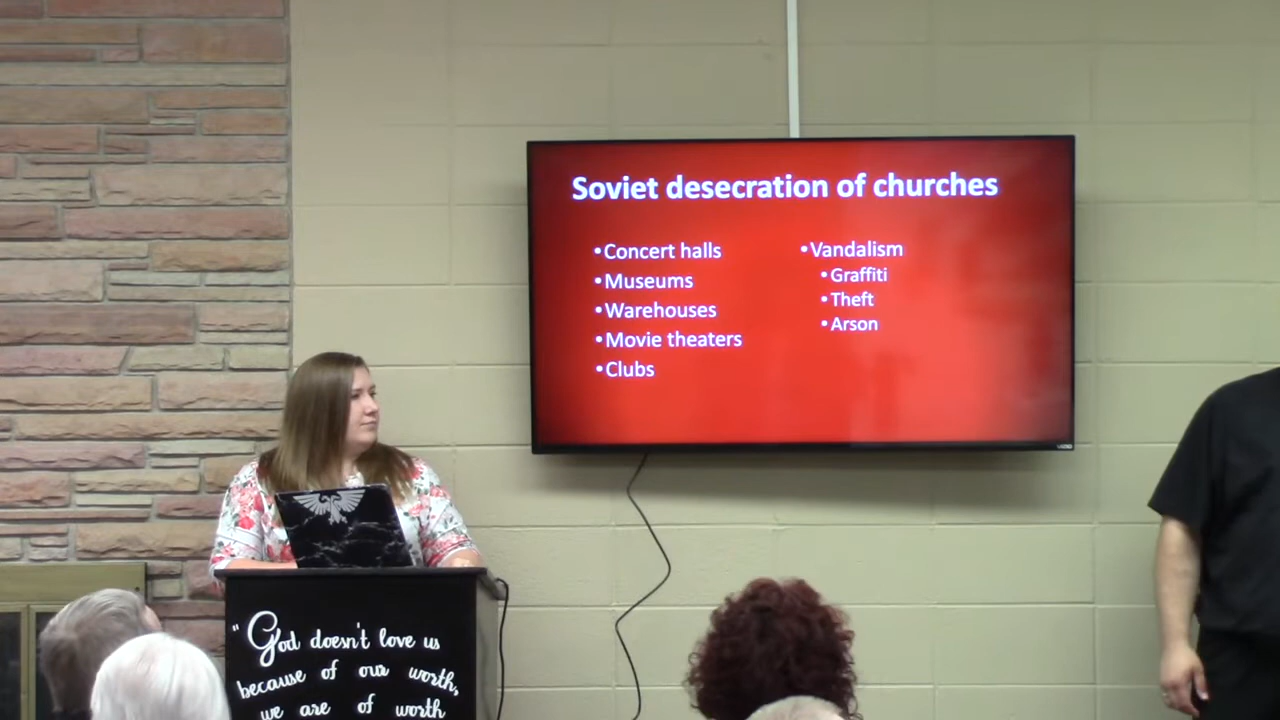 Soviet desecration of churches
•Concert halls
•Museums
•Warehouses
•Movie theaters
•Clubs
•Vandalism
•Graffiti
•Theft
•Arson
"God doesn't love us
because of our worth,
we are of worth